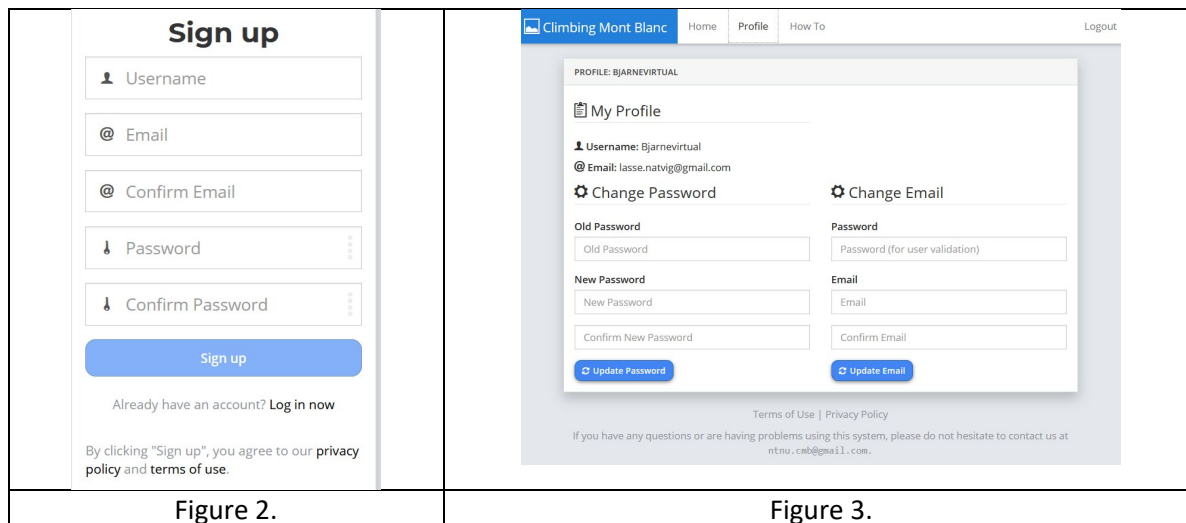 Sign up
Username
Email
Confirm Email
Password
Confirm Password
Sign up
Already have an account? Log in now
By clicking "Sign up", you agree to our privacy
policy and terms of use.
Figure 2.
Climbing Mont Blanc Home Profile How To Logout
PROFILE: BJARNEVIRTUAL
My Profile
Username: Bjarnevirtual
@ Email: lasse.natvig@gmail.com
Change Password Change Email
Old Password Password
Old Password Password (for user validation)
New Password Email
New Password Email
Confirm New Password Confirm Email
Update Password Update Email
Terms of Use | Privacy Policy
If you have any questions or are having problems using this system, please do not hesitate to contact us at
ntnu.cmb@gmail.com.
Figure 3.